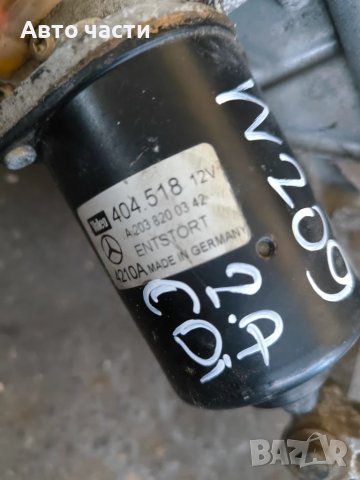 Авто части
Valeo
404 518 12V
A 203 820 03 42
ENTSTÖRT
4210A MADE IN GERMANY
W209
2.7
CDi
BAZAR